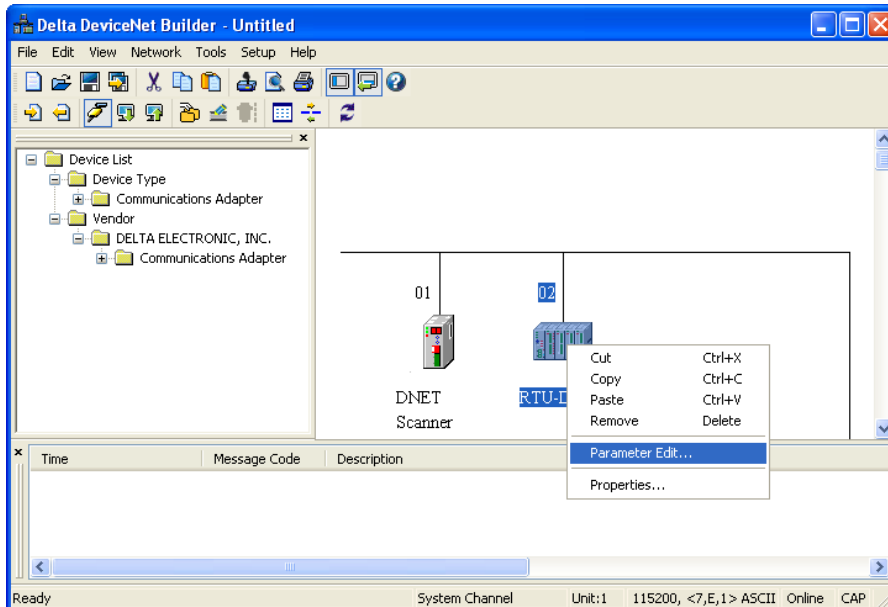 Delta DeviceNet Builder - Untitled
File Edit View Network Tools Setup Help
Device List
Device Type
Communications Adapter
Vendor
DELTA ELECTRONIC, INC.
Communications Adapter
01 02
DNET
Scanner
RTU-D
Cut Ctrl+X
Copy Ctrl+C
Paste Ctrl+V
Remove Delete
Parameter Edit...
Properties...
Time Message Code Description
Ready System Channel Unit:1 115200, <7,E,1> ASCII Online CAP